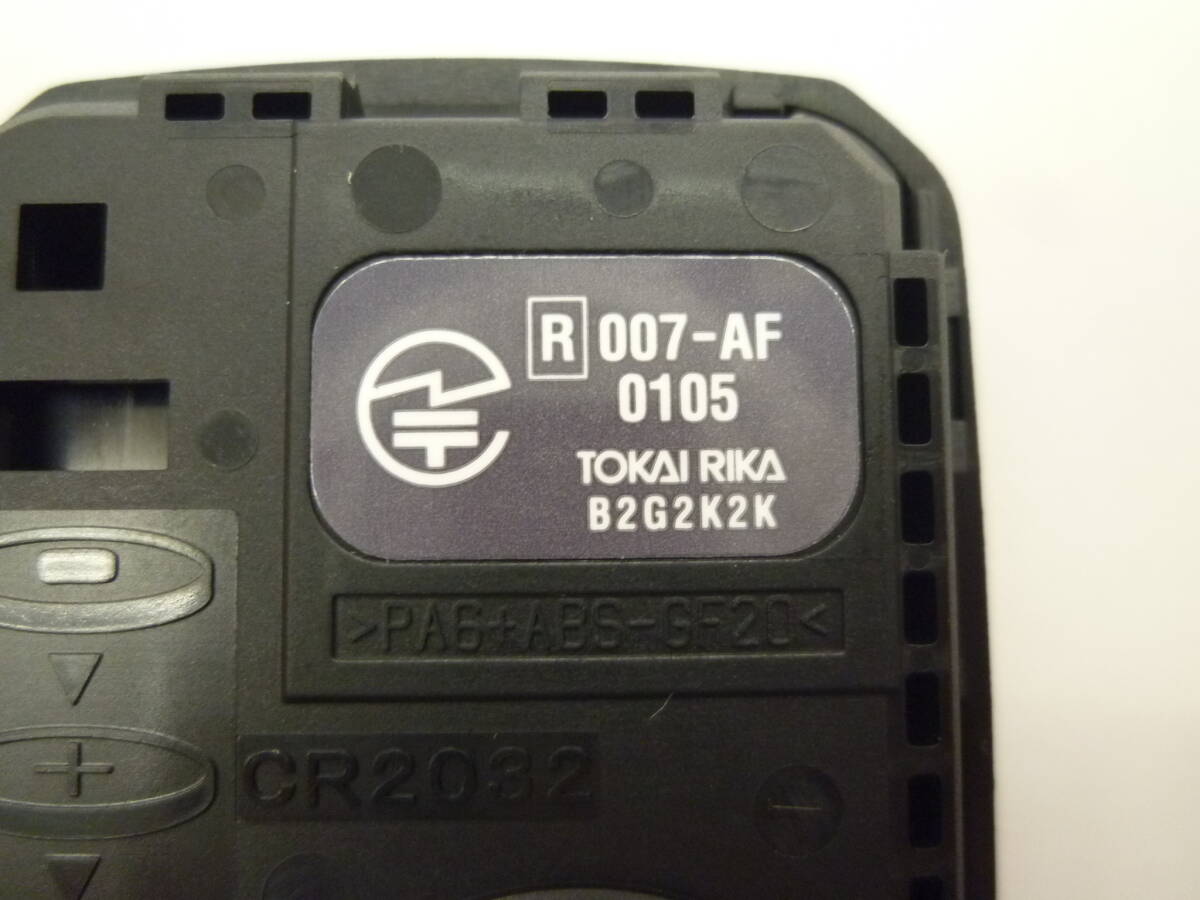 R 007-AF
0105
TOKAI RIKA
B2G2K2K
>PA6+ABS-GF20<
CR2032